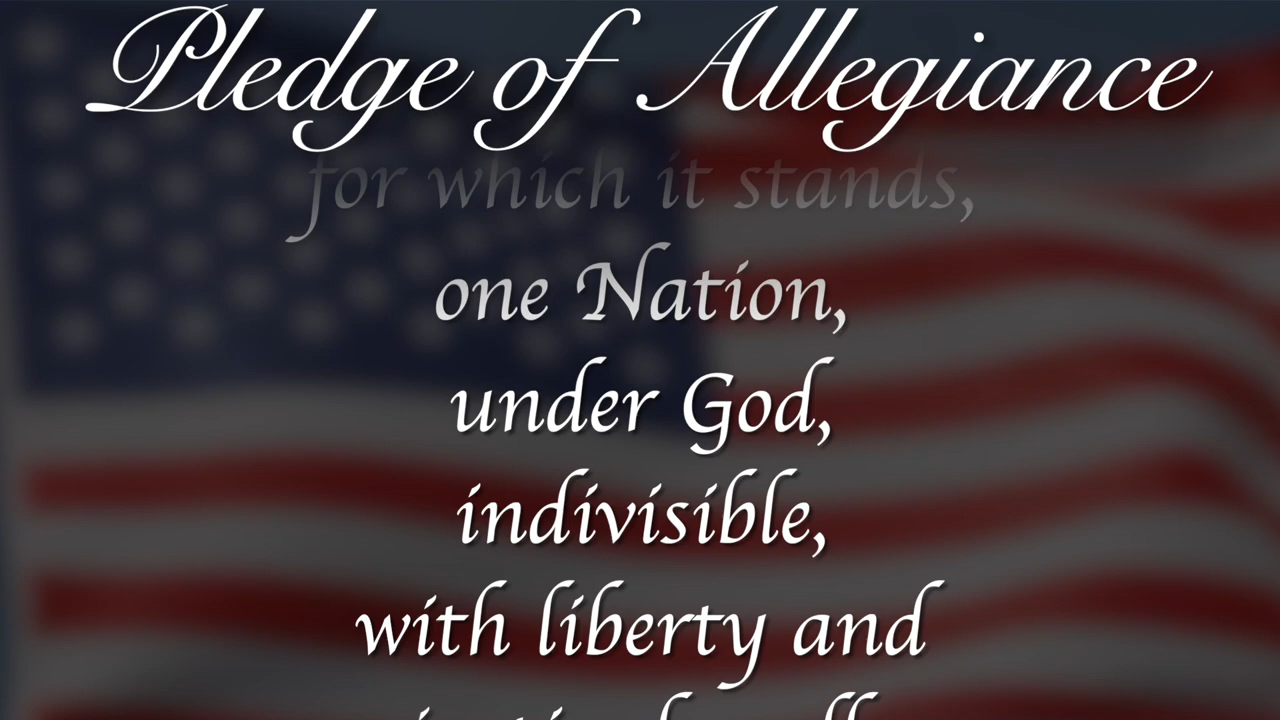 Pledge of Allegiance
for which it stands,
one Nation,
under God,
indivisible,
with liberty and